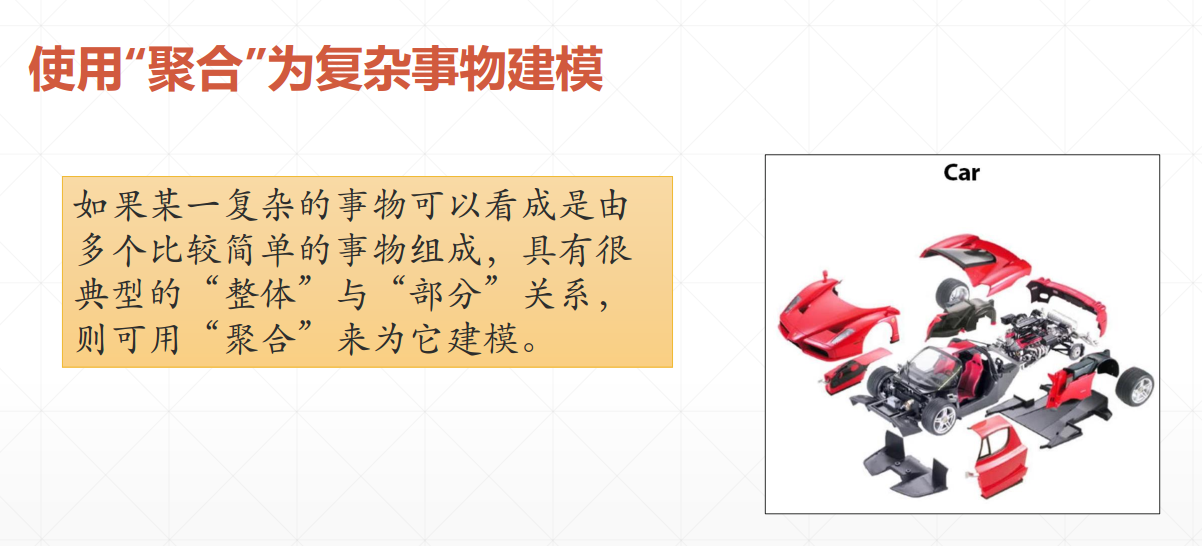 使用“聚合”为复杂事物建模
如果某一复杂的事物可以看成是由
多个比较简单的事物组成，具有很
典型的“整体”与“部分”关系，
则可用“聚合”来为它建模。
Car